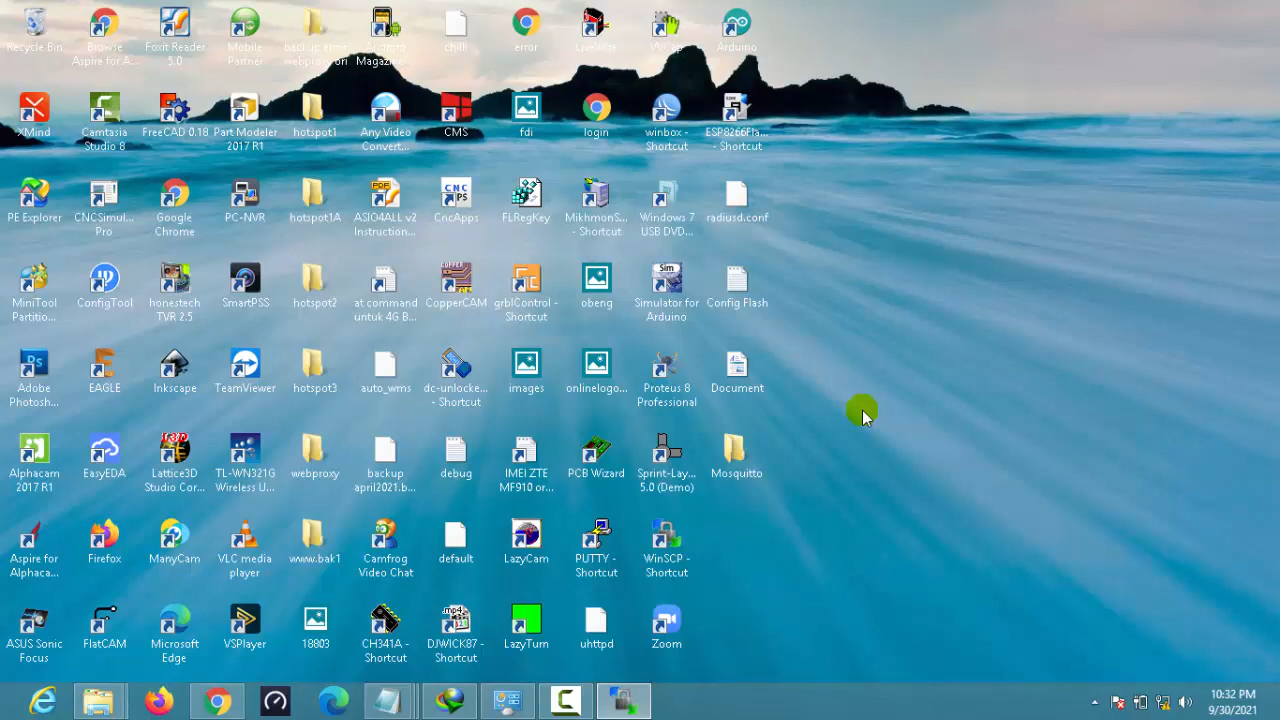 Recycle Bin
Browse
Aspire for A...
Foxit Reader
5.0
Mobile
Partner
Magazine...
chilli
error
LiveWire
Arduino
XMind
Camtasia
Studio 8
FreeCAD 0.18
Part Modeler
2017 R1
hotspot1
Any Video
Convert...
CMS
fdi
login
winbox -
Shortcut
ESP8266Fla...
- Shortcut
PE Explorer
CNCSimul...
Pro
Google
Chrome
PC-NVR
hotspot1A
ASIO4ALL v2
Instruction...
CncApps
FLRegKey
MikhmonS...
- Shortcut
Windows 7
USB DVD...
radiusd.conf
MiniTool
Partitio...
ConfigTool
honestech
TVR 2.5
SmartPSS
hotspot2
at command
untuk 4G B...
CopperCAM
grblControl -
Shortcut
obeng
Simulator for
Arduino
Config Flash
Adobe
Photosh...
EAGLE
Inkscape
TeamViewer
hotspot3
auto_wms
dc-unlocke...
- Shortcut
images
onlinelogo...
Proteus 8
Professional
Document
Alphacam
2017 R1
EasyEDA
Lattice3D
Studio Cor...
TL-WN321G
Wireless U...
webproxy
backup
april2021.b...
debug
IMEI ZTE
MF910 or...
PCB Wizard
Sprint-Lay...
5.0 (Demo)
Mosquitto
Aspire for
Alphaca...
Firefox
ManyCam
VLC media
player
www.bak1
Camfrog
Video Chat
default
LazyCam
PUTTY -
Shortcut
WinSCP -
Shortcut
ASUS Sonic
Focus
FlatCAM
Microsoft
Edge
VSPlayer
18803
CH341A -
Shortcut
DJWICK87 -
Shortcut
LazyTurn
uhttpd
Zoom
10:32 PM
9/30/2021